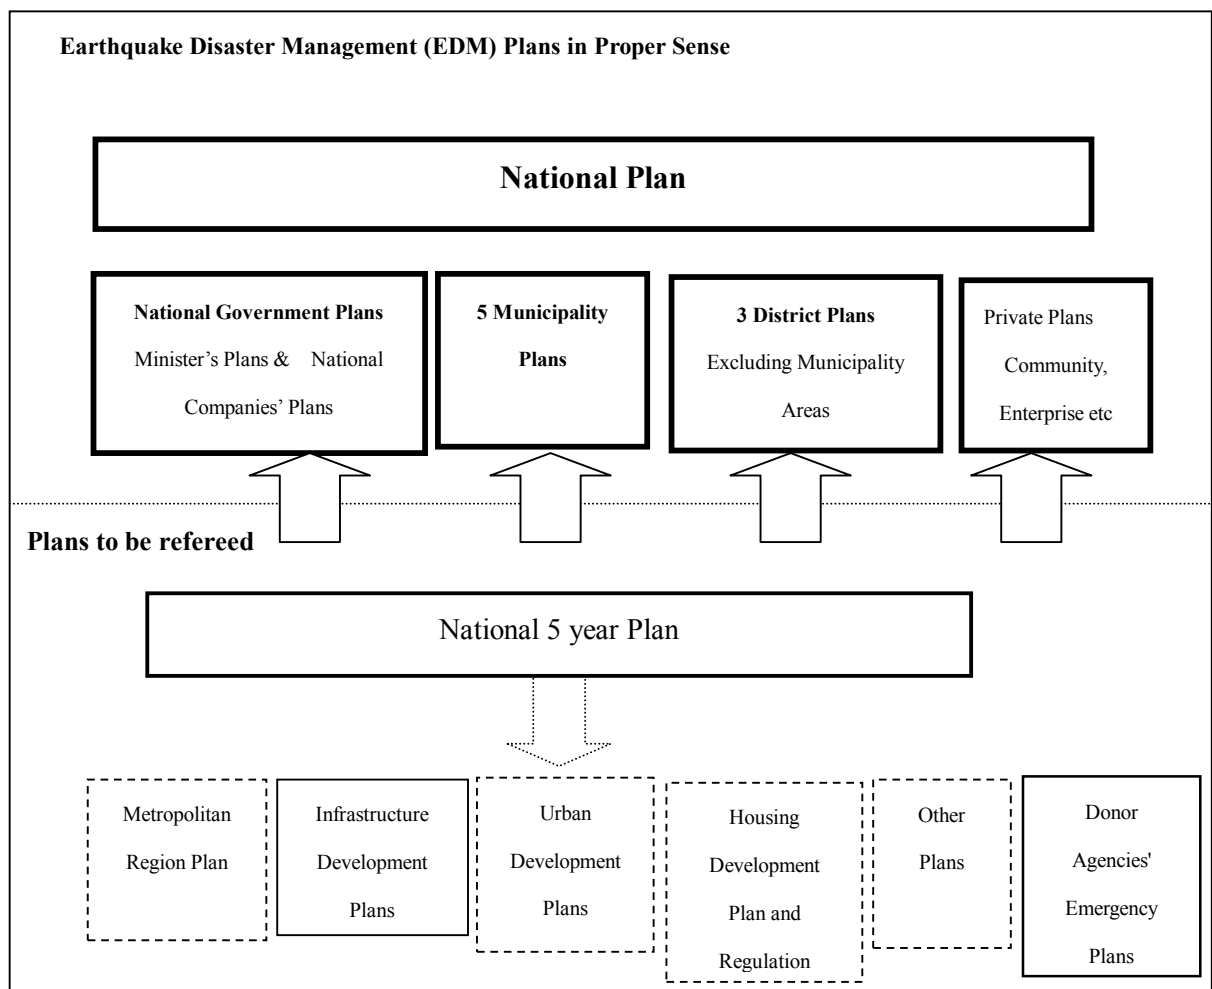 Earthquake Disaster Management (EDM) Plans in Proper Sense
National Plan
National Government Plans
Minister's Plans & National
Companies' Plans
5 Municipality
Plans
3 District Plans
Excluding Municipality
Areas
Private Plans
Community,
Enterprise etc
Plans to be refereed
National 5 year Plan
Metropolitan
Region Plan
Infrastructure
Development
Plans
Urban
Development
Plans
Housing
Development
Plan and
Regulation
Other
Plans
Donor
Agencies'
Emergency
Plans